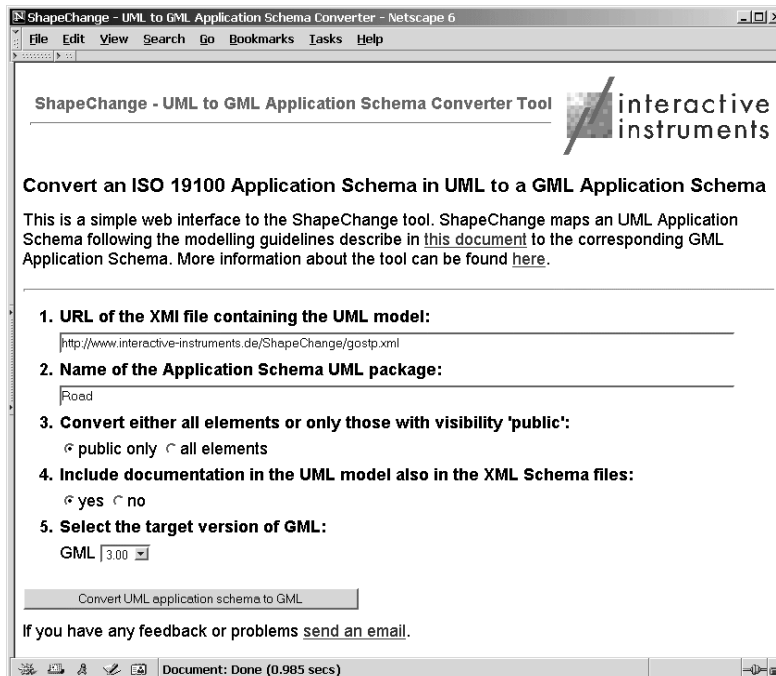 ShapeChange - UML to GML Application Schema Converter - Netscape 6
File Edit View Search Go Bookmarks Tasks Help
ShapeChange - UML to GML Application Schema Converter Tool
interactive
instruments
Convert an ISO 19100 Application Schema in UML to a GML Application Schema
This is a simple web interface to the ShapeChange tool. ShapeChange maps an UML Application
Schema following the modelling guidelines describe in this document to the corresponding GML
Application Schema. More information about the tool can be found here.
1. URL of the XMI file containing the UML model:
http://www.interactive-instruments.de/ShapeChange/gostp.xml
2. Name of the Application Schema UML package:
Road
3. Convert either all elements or only those with visibility 'public':
public only all elements
4. Include documentation in the UML model also in the XML Schema files:
yes no
5. Select the target version of GML:
GML 3.00
Convert UML application schema to GML
If you have any feedback or problems send an email.
Document: Done (0.985 secs)